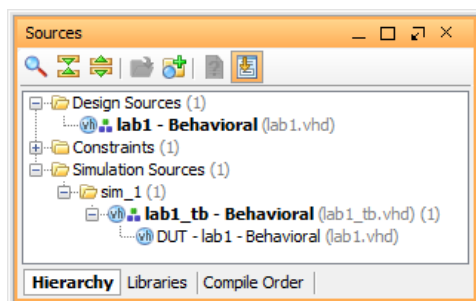 Sources
Design Sources (1)
lab1 - Behavioral (lab1.vhd)
Constraints (1)
Simulation Sources (1)
sim_1 (1)
lab1_tb - Behavioral (lab1_tb.vhd) (1)
DUT - lab1 - Behavioral (lab1.vhd)
Hierarchy Libraries Compile Order